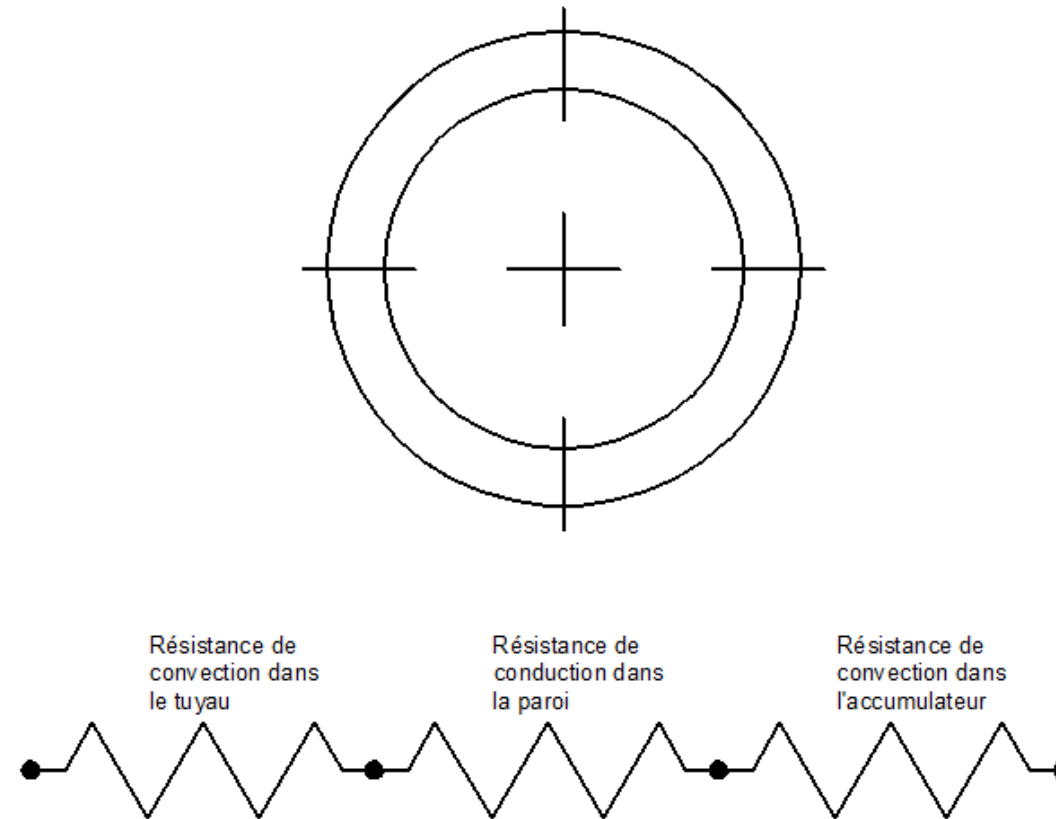 Résistance de
convection dans
le tuyau
Résistance de
conduction dans
la paroi
Résistance de
convection dans
l'accumulateur